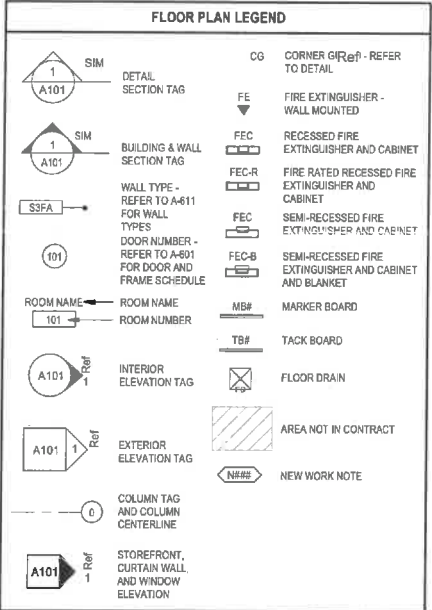 FLOOR PLAN LEGEND
1
SIM
A101
DETAIL
SECTION TAG
1
SIM
A101
BUILDING & WALL
SECTION TAG
S3FA
WALL TYPE -
REFER TO A-611
FOR WALL
TYPES
101
DOOR NUMBER -
REFER TO A-601
FOR DOOR AND
FRAME SCHEDULE
ROOM NAME
ROOM NAME
101
ROOM NUMBER
A101
Ref
1
INTERIOR
ELEVATION TAG
A101
1
Ref
EXTERIOR
ELEVATION TAG
0
COLUMN TAG
AND COLUMN
CENTERLINE
A101
Ref
1
STOREFRONT,
CURTAIN WALL,
AND WINDOW
ELEVATION
CG
CORNER G(Ref) - REFER
TO DETAIL
FE
FIRE EXTINGUISHER -
WALL MOUNTED
FEC
RECESSED FIRE
EXTINGUISHER AND CABINET
FEC-R
FIRE RATED RECESSED FIRE
EXTINGUISHER AND
CABINET
FEC
SEMI-RECESSED FIRE
EXTINGUISHER AND CABINET
FEC-B
SEMI-RECESSED FIRE
EXTINGUISHER AND CABINET
AND BLANKET
MB#
MARKER BOARD
TB#
TACK BOARD
FD
FLOOR DRAIN
AREA NOT IN CONTRACT
N###
NEW WORK NOTE